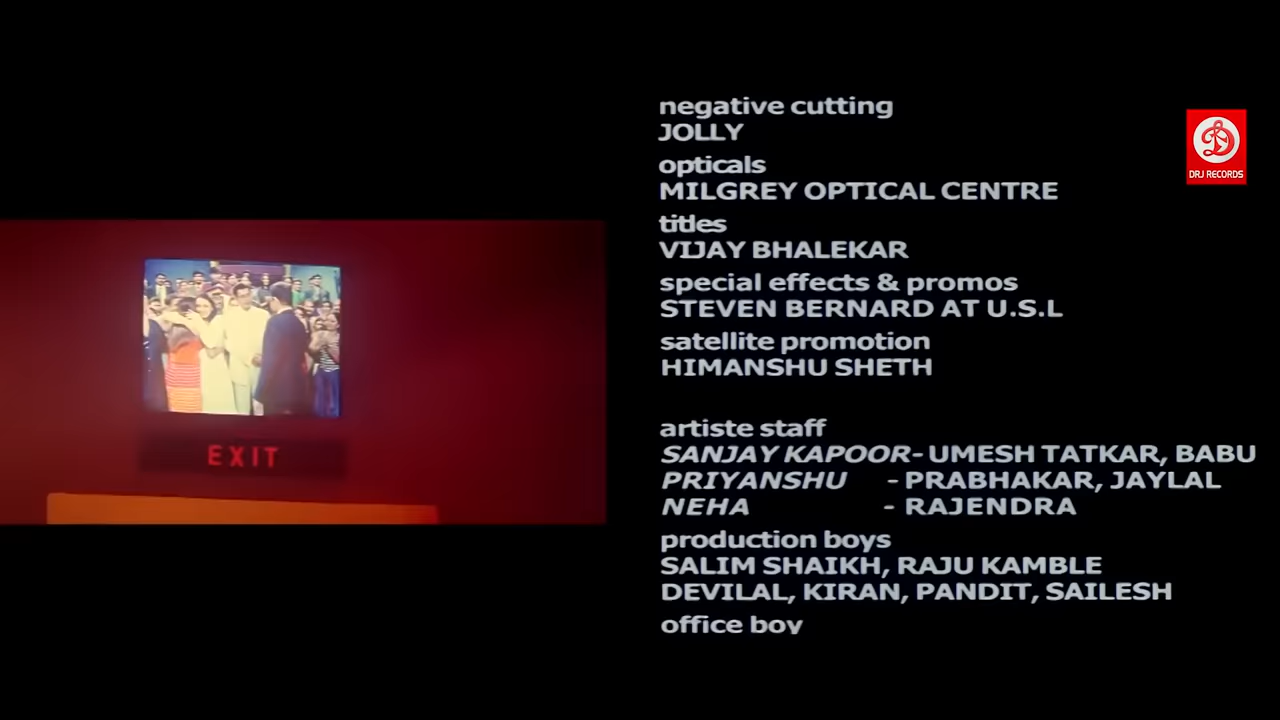 negative cutting
JOLLY
opticals
MILGREY OPTICAL CENTRE
titles
VIJAY BHALEKAR
special effects & promos
STEVEN BERNARD AT U.S.L
satellite promotion
HIMANSHU SHETH
artiste staff
SANJAY KAPOOR- UMESH TATKAR, BABU
PRIYANSHU - PRABHAKAR, JAYLAL
NEHA - RAJENDRA
production boys
SALIM SHAIKH, RAJU KAMBLE
DEVILAL, KIRAN, PANDIT, SAILESH
office boy
EXIT
DRJ RECORDS